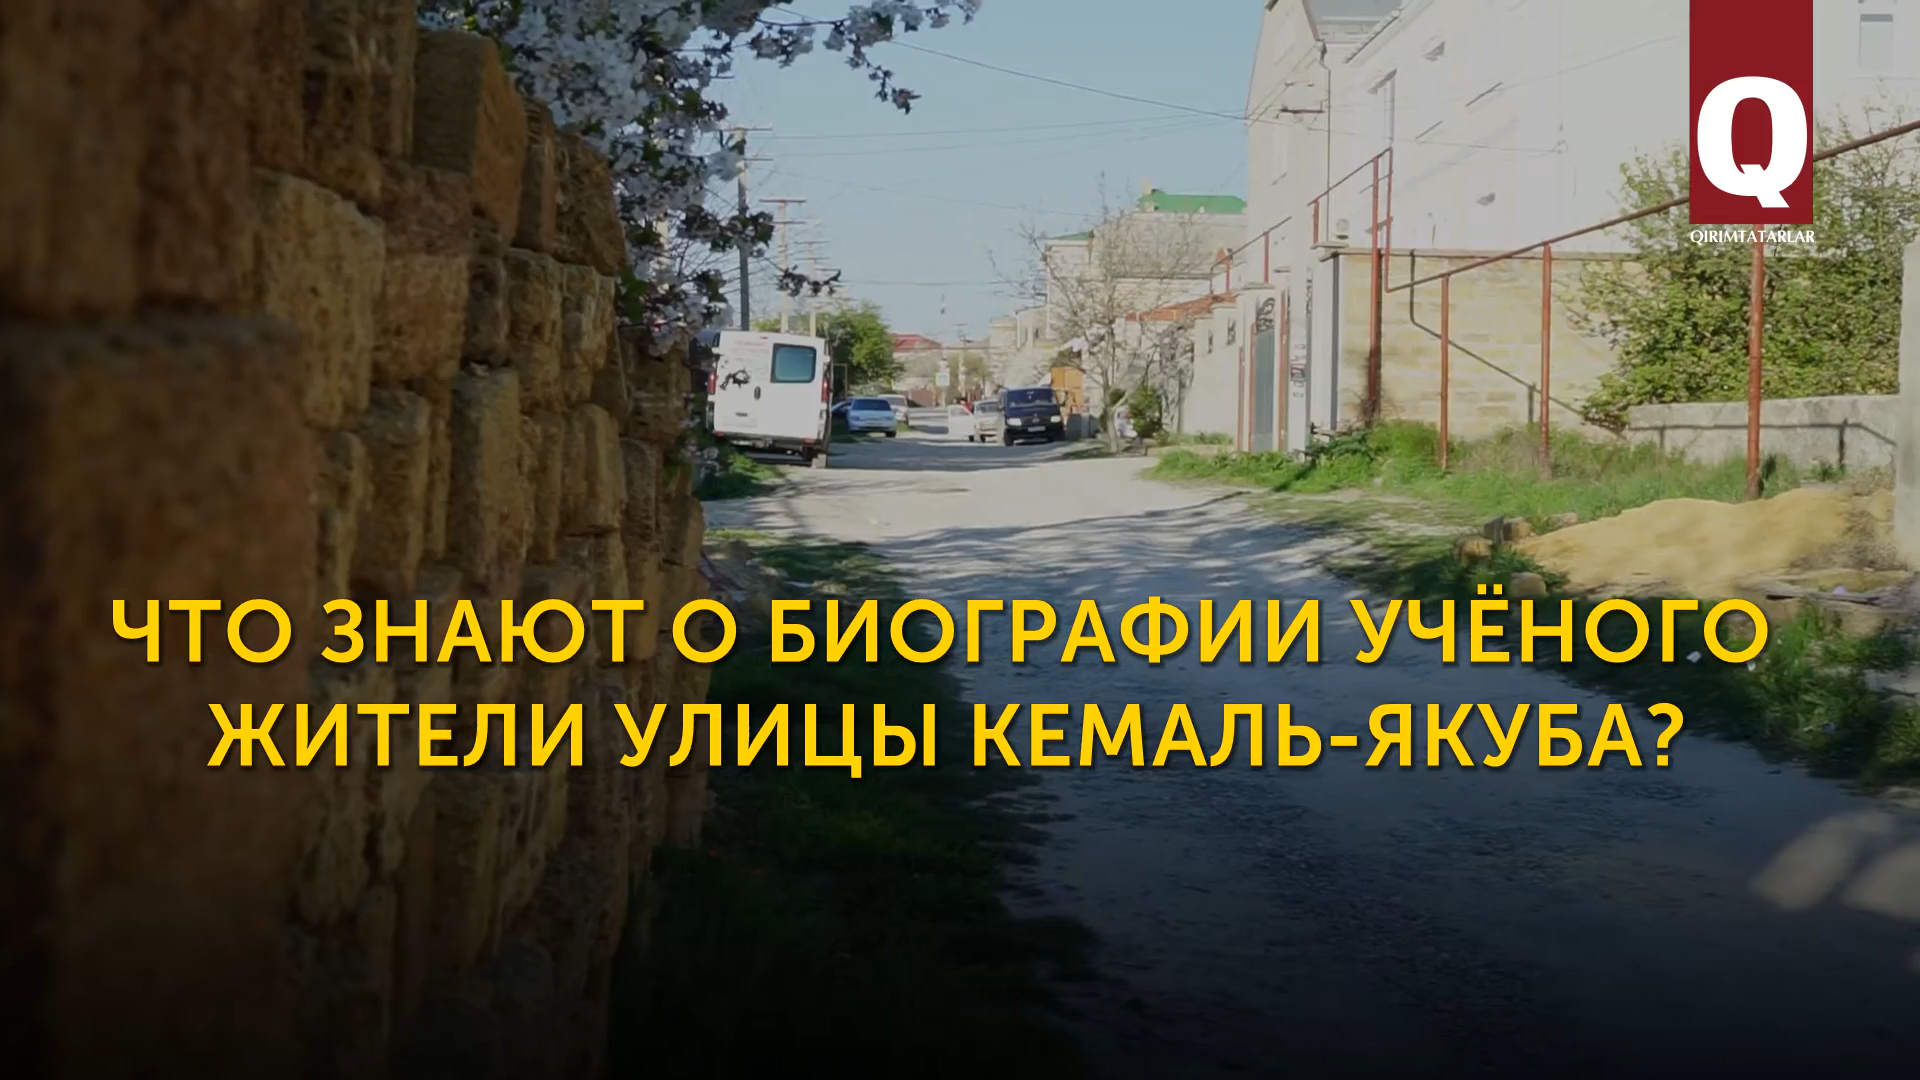 Q
QIRIMTATARLAR
ЧТО ЗНАЮТ О БИОГРАФИИ УЧЁНОГО
ЖИТЕЛИ УЛИЦЫ КЕМАЛЬ-ЯКУБА?